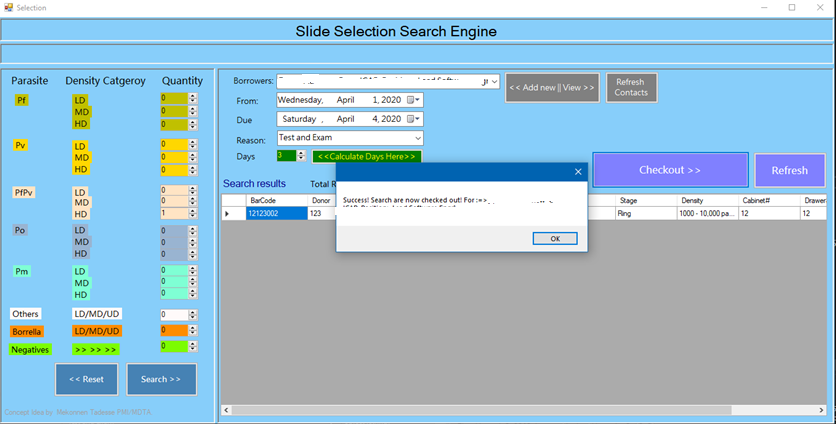 Selection
Slide Selection Search Engine
Parasite Density Catgeroy Quantity
Pf LD 0
MD 0
HD 0
Pv LD 0
MD 0
HD 0
PfPv LD 0
MD 0
HD 1
Po LD 0
MD 0
HD 0
Pm LD 0
MD 0
HD 0
Others LD/MD/UD 0
Borrella LD/MD/UD 0
Negatives >> >> >> 0
<< Reset Search >>
Concept Idea by Mekonnen Tadesse PMI/MDTA
Borrowers:
<< Add new || View >>
Refresh
Contacts
From: Wednesday, April 1, 2020
Due Saturday , April 4, 2020
Reason: Test and Exam
Days 3 <<Calculate Days Here>>
Checkout >> Refresh
Search results Total R
Success! Search are now checked out! For :=>
OK
BarCode Donor Stage Density Cabinet# Drawer
12123002 123 Ring 1000 - 10,000 pa... 12 12